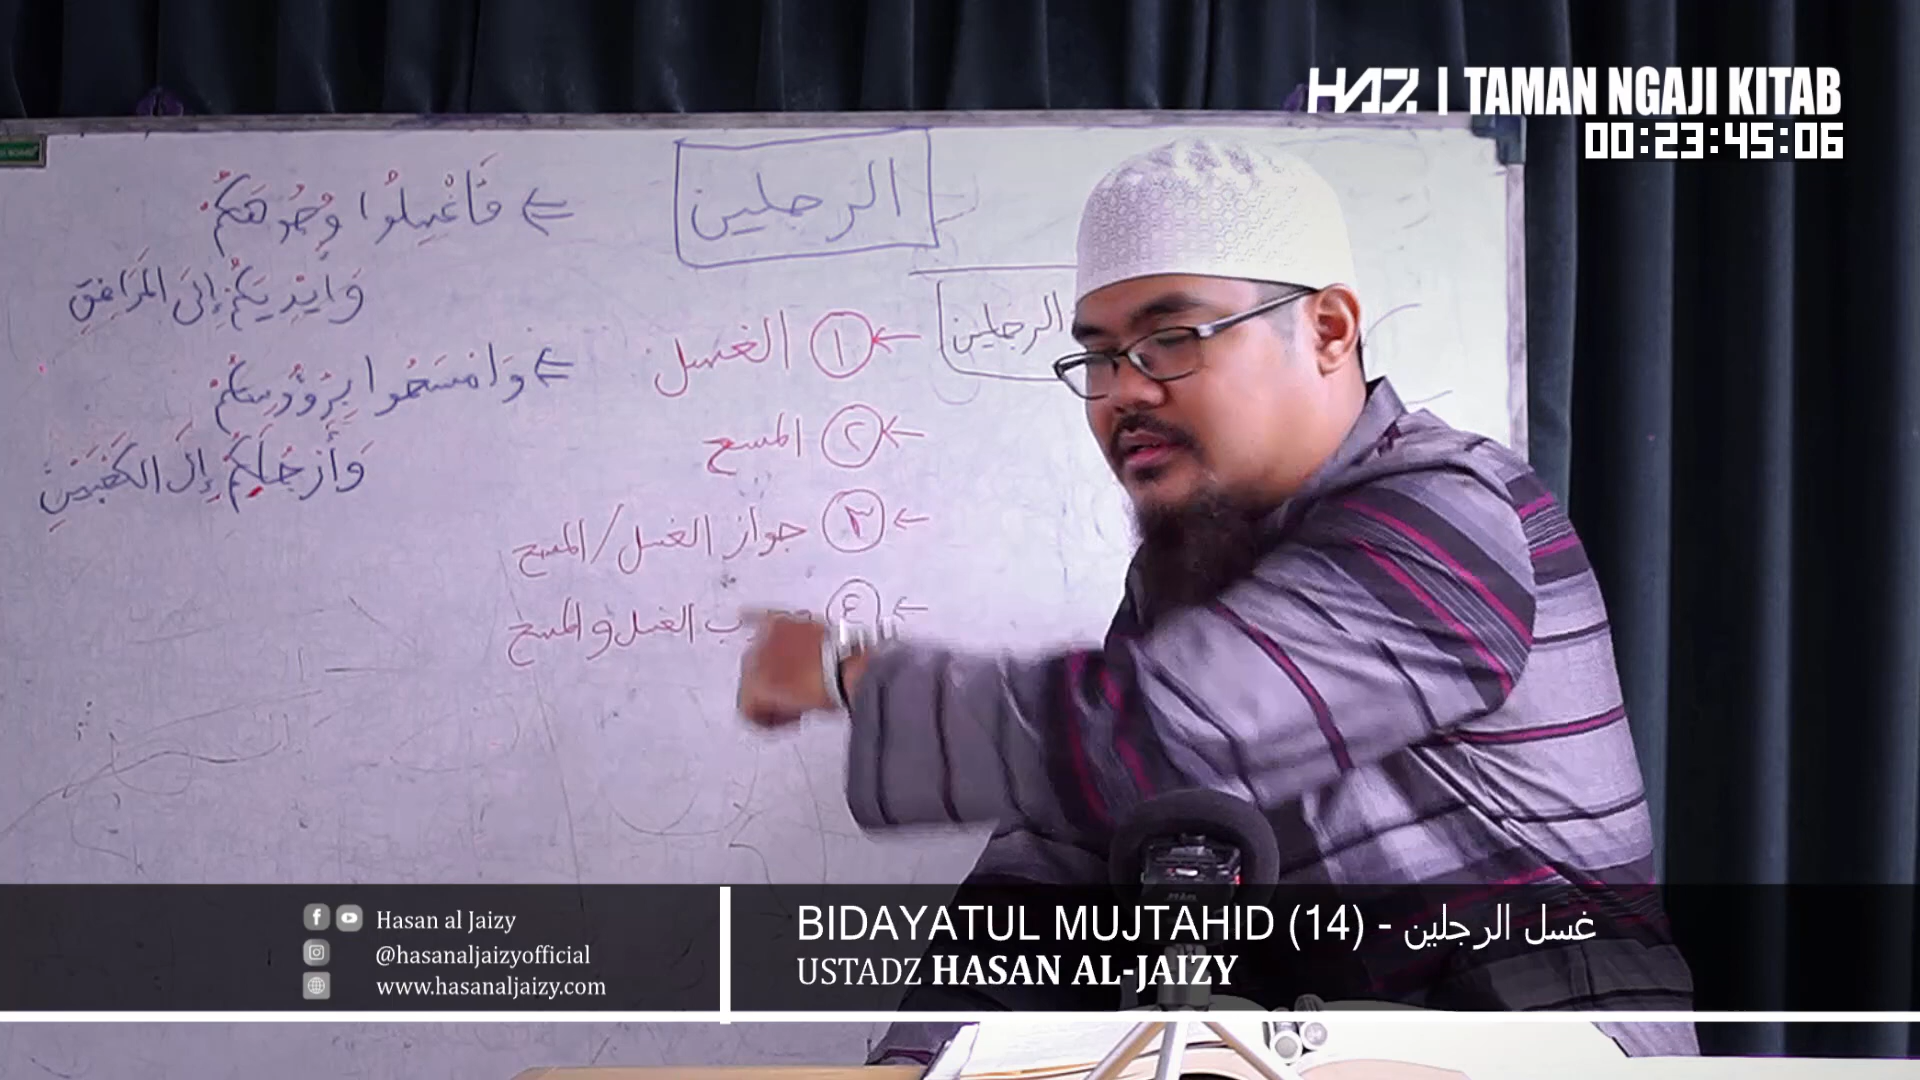 HAZ | TAMAN NGAJI KITAB
00:23:45:06
الرجلين
فَاغْسِلُوا وُجُوهَكُمْ
وَأَيْدِيَكُمْ إِلَى المَرَافِقِ
وَامْسَحُوا بِرُؤُوسِكُمْ
وَأَرْجُلَكُمْ إِلَى الكَعْبَيْنِ
الرجلين
١ الغسل
٢ المسح
٣ جواز الغسل/المسح
٤ الغسل والمسح
Hasan al Jaizy
@hasanaljaizyofficial
www.hasanaljaizy.com
BIDAYATUL MUJTAHID (14) - غسل الرجلين
USTADZ HASAN AL-JAIZY